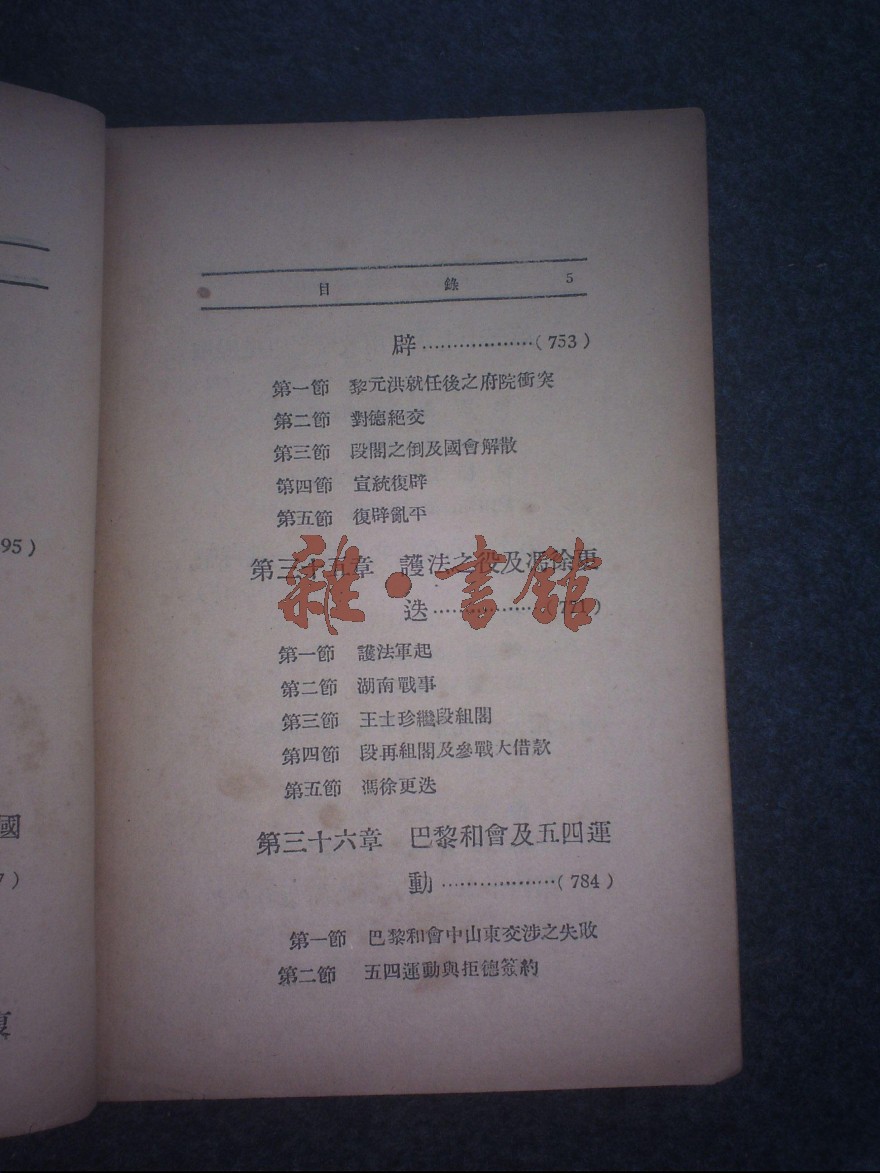 目 錄 5
辟··················( 753 )
第一節 黎元洪就任後之府院衝突
第二節 對德絕交
第三節 段閣之倒及國會解散
第四節 宣統復辟
第五節 復辟亂平
第三十五章 護法之役及馮徐更
迭··················( 721 )
雜·書館
第一節 護法軍起
第二節 湖南戰事
第三節 王士珍繼段組閣
第四節 段再組閣及參戰大借款
第五節 馮徐更迭
第三十六章 巴黎和會及五四運
動··················( 784 )
第一節 巴黎和會中山東交涉之失敗
第二節 五四運動與拒德簽約
95 )
國
7 )